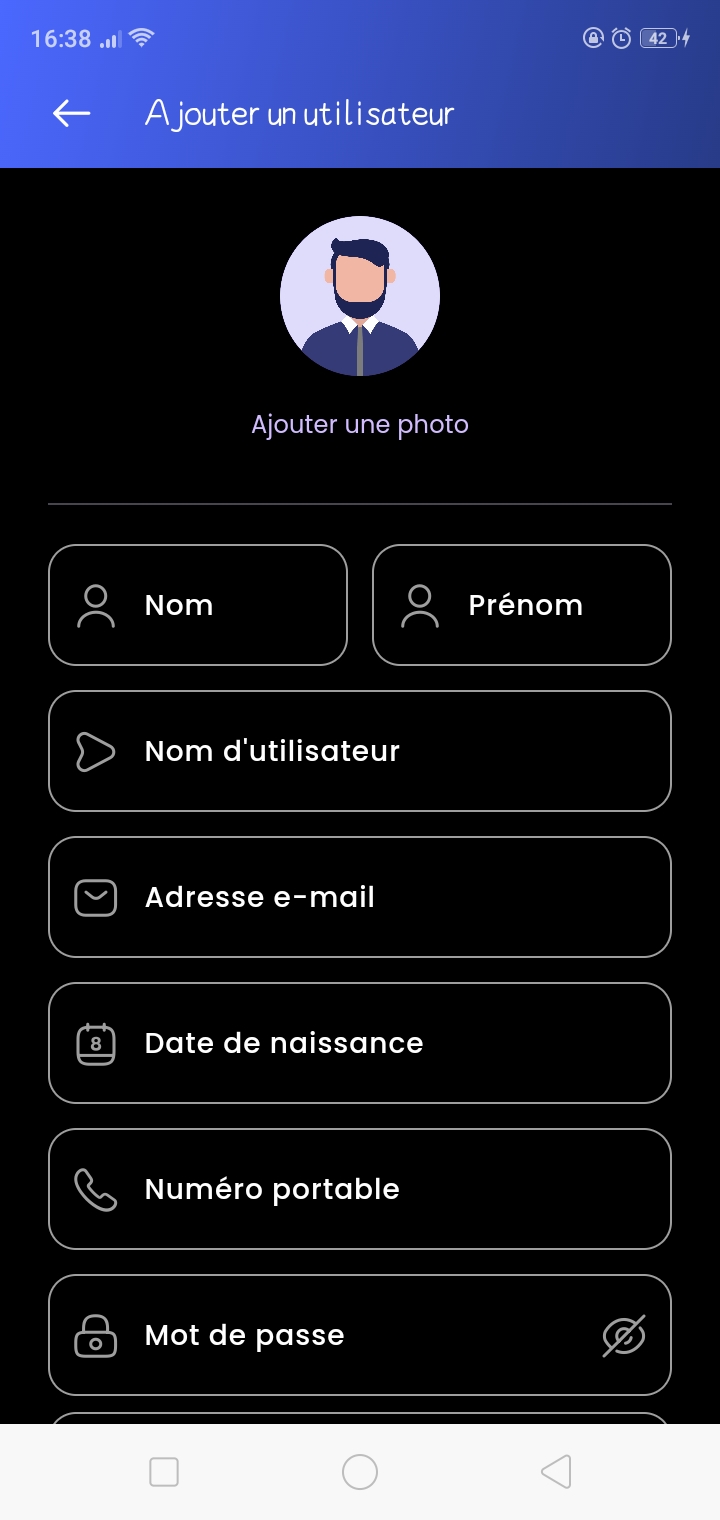 16:38
42
Ajouter un utilisateur
Ajouter une photo
Nom
Prénom
Nom d'utilisateur
Adresse e-mail
8
Date de naissance
Numéro portable
Mot de passe